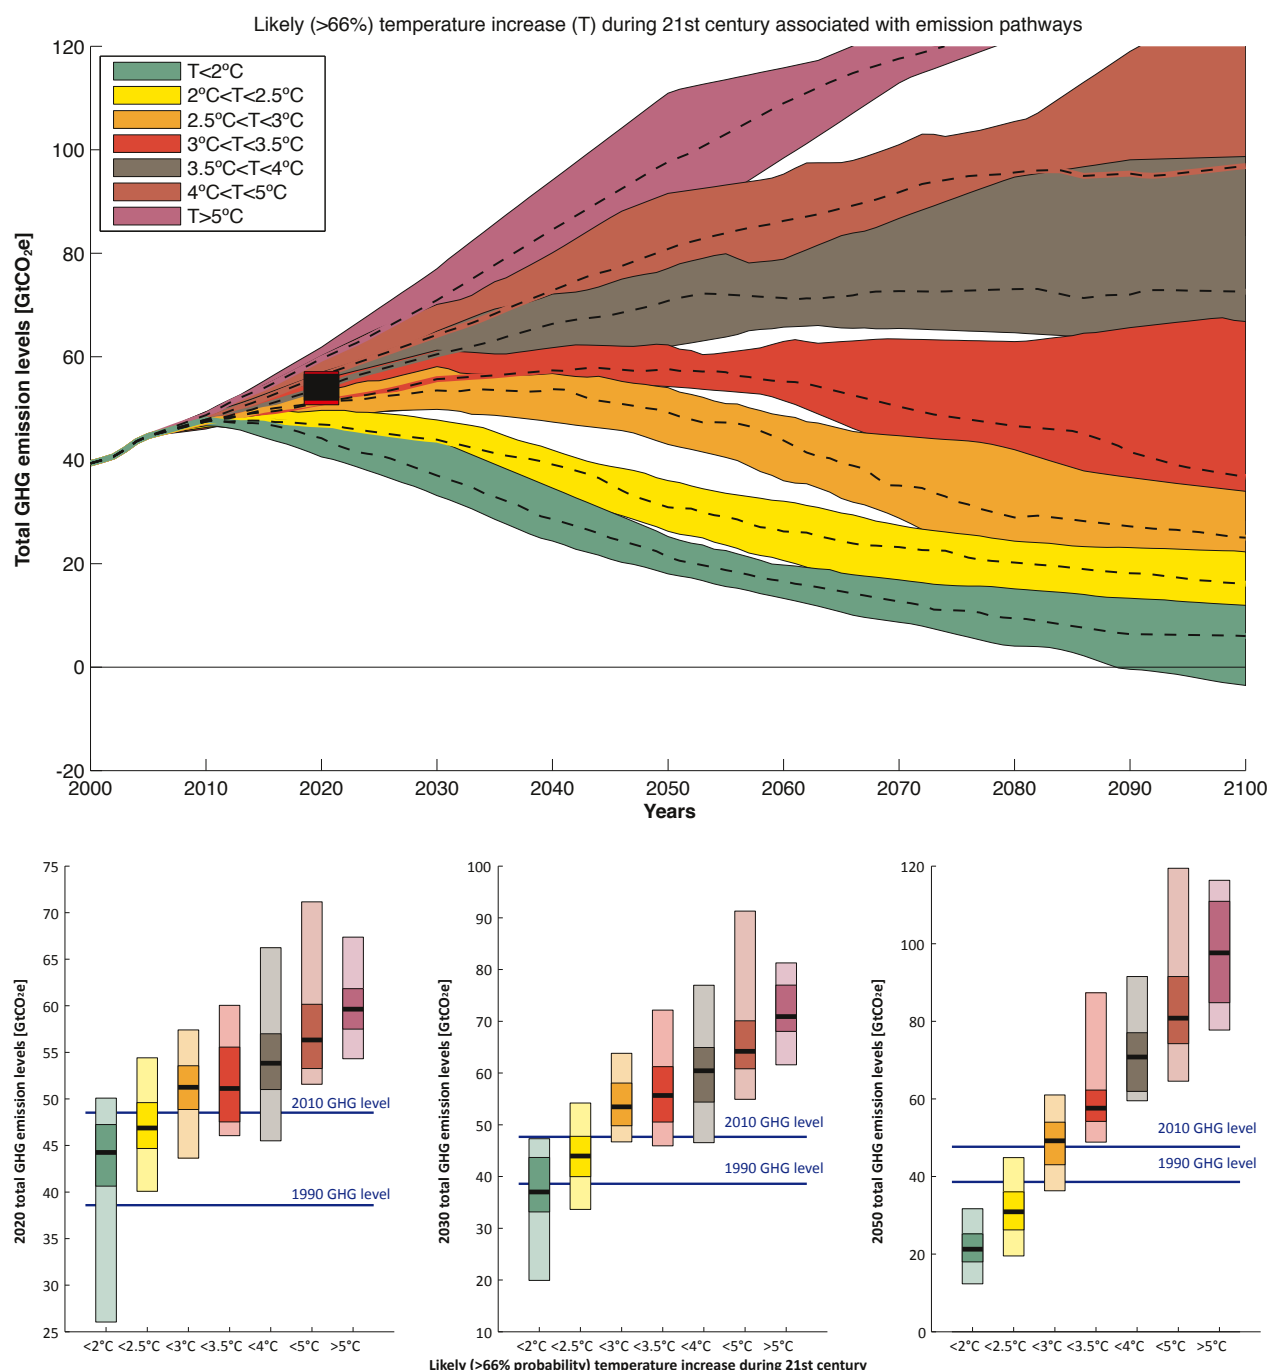 Likely (>66%) temperature increase (T) during 21st century associated with emission pathways
120
100
80
60
40
20
0
-20
Total GHG emission levels [GtCO2e]
T<2ºC
2ºC<T<2.5ºC
2.5ºC<T<3ºC
3ºC<T<3.5ºC
3.5ºC<T<4ºC
4ºC<T<5ºC
T>5ºC
2000 2010 2020 2030 2040 2050 2060 2070 2080 2090 2100
Years
75
70
65
60
55
50
45
40
35
30
25
2020 total GHG emission levels [GtCO2e]
2010 GHG level
1990 GHG level
<2°C <2.5°C <3°C <3.5°C <4°C <5°C >5°C
100
90
80
70
60
50
40
30
20
10
2030 total GHG emission levels [GtCO2e]
2010 GHG level
1990 GHG level
<2°C <2.5°C <3°C <3.5°C <4°C <5°C >5°C
120
100
80
60
40
20
0
2050 total GHG emission levels [GtCO2e]
2010 GHG level
1990 GHG level
<2°C <2.5°C <3°C <3.5°C <4°C <5°C >5°C
Likely (>66% probability) temperature increase during 21st century